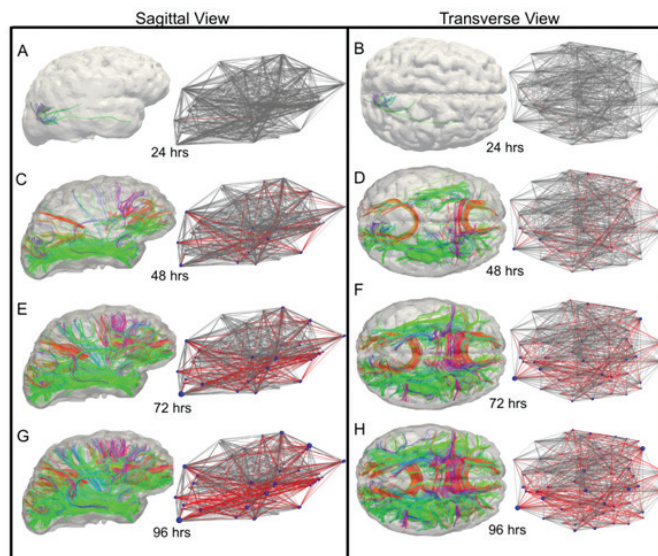 Sagittal View
Transverse View
A
B
24 hrs
24 hrs
C
D
48 hrs
48 hrs
E
F
72 hrs
72 hrs
G
H
96 hrs
96 hrs